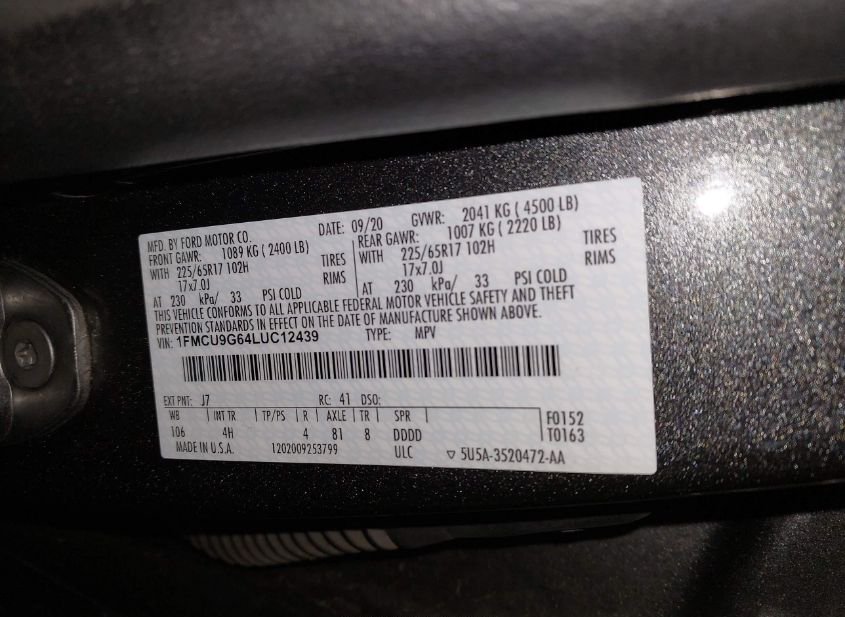 MFD. BY FORD MOTOR CO. DATE: 09/20 GVWR: 2041 KG ( 4500 LB)
FRONT GAWR: 1089 KG ( 2400 LB) REAR GAWR: 1007 KG ( 2220 LB)
WITH 225/65R17 102H TIRES WITH 225/65R17 102H TIRES
17x7.0J RIMS 17x7.0J RIMS
AT 230 kPa/ 33 PSI COLD AT 230 kPa/ 33 PSI COLD
THIS VEHICLE CONFORMS TO ALL APPLICABLE FEDERAL MOTOR VEHICLE SAFETY AND THEFT
PREVENTION STANDARDS IN EFFECT ON THE DATE OF MANUFACTURE SHOWN ABOVE.
VIN: 1FMCU9G64LUC12439 TYPE: MPV
EXT PNT: J7 RC: 41 DSO:
WB INT TR TP/PS R AXLE TR SPR F0152
106 4H 4 81 8 DDDD T0163
MADE IN U.S.A. 1202009253799 ULC ▽ 5U5A-3520472-AA